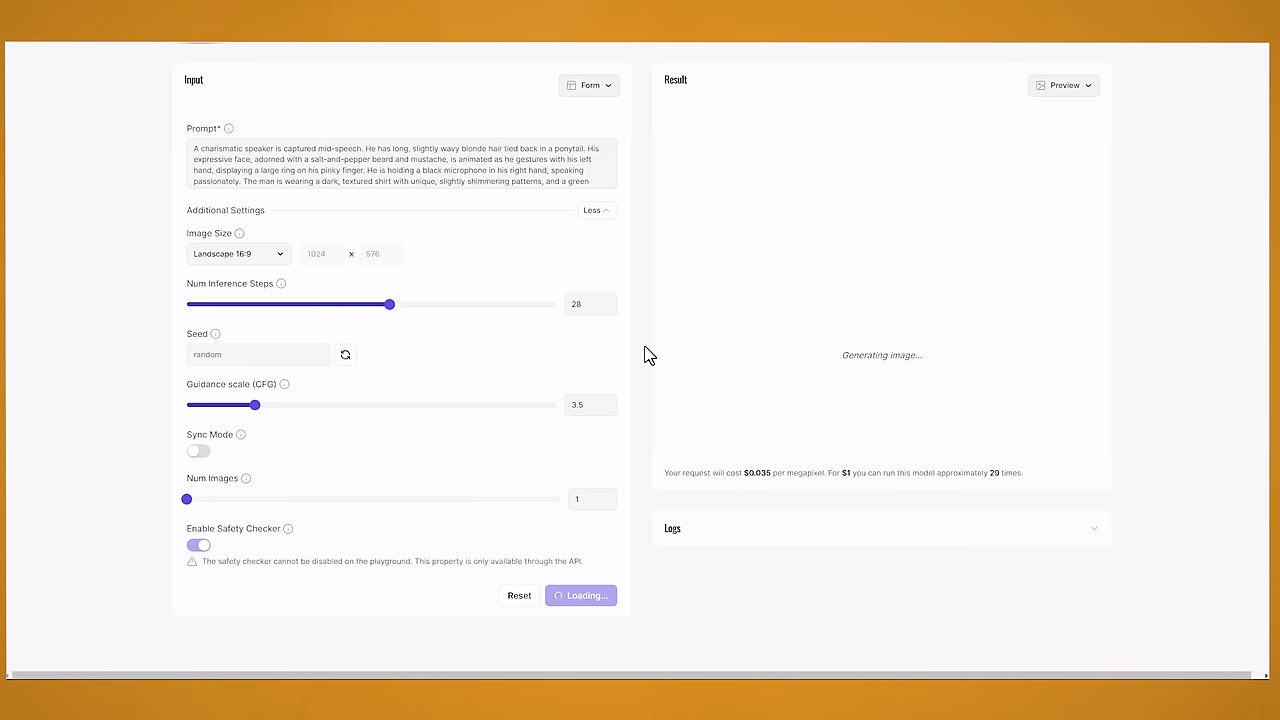 Input
Form
Prompt*
A charismatic speaker is captured mid-speech. He has long, slightly wavy blonde hair tied back in a ponytail. His
expressive face, adorned with a salt-and-pepper beard and mustache, is animated as he gestures with his left
hand, displaying a large ring on his pinky finger. He is holding a black microphone in his right hand, speaking
passionately. The man is wearing a dark, textured shirt with unique, slightly shimmering patterns, and a green
Additional Settings
Less
Image Size
Landscape 16:9
1024 x 576
Num Inference Steps
28
Seed
random
Guidance scale (CFG)
3.5
Sync Mode
Num Images
1
Enable Safety Checker
The safety checker cannot be disabled on the playground. This property is only available through the API.
Reset
Loading...
Result
Preview
Generating image...
Your request will cost $0.035 per megapixel. For $1 you can run this model approximately 29 times.
Logs